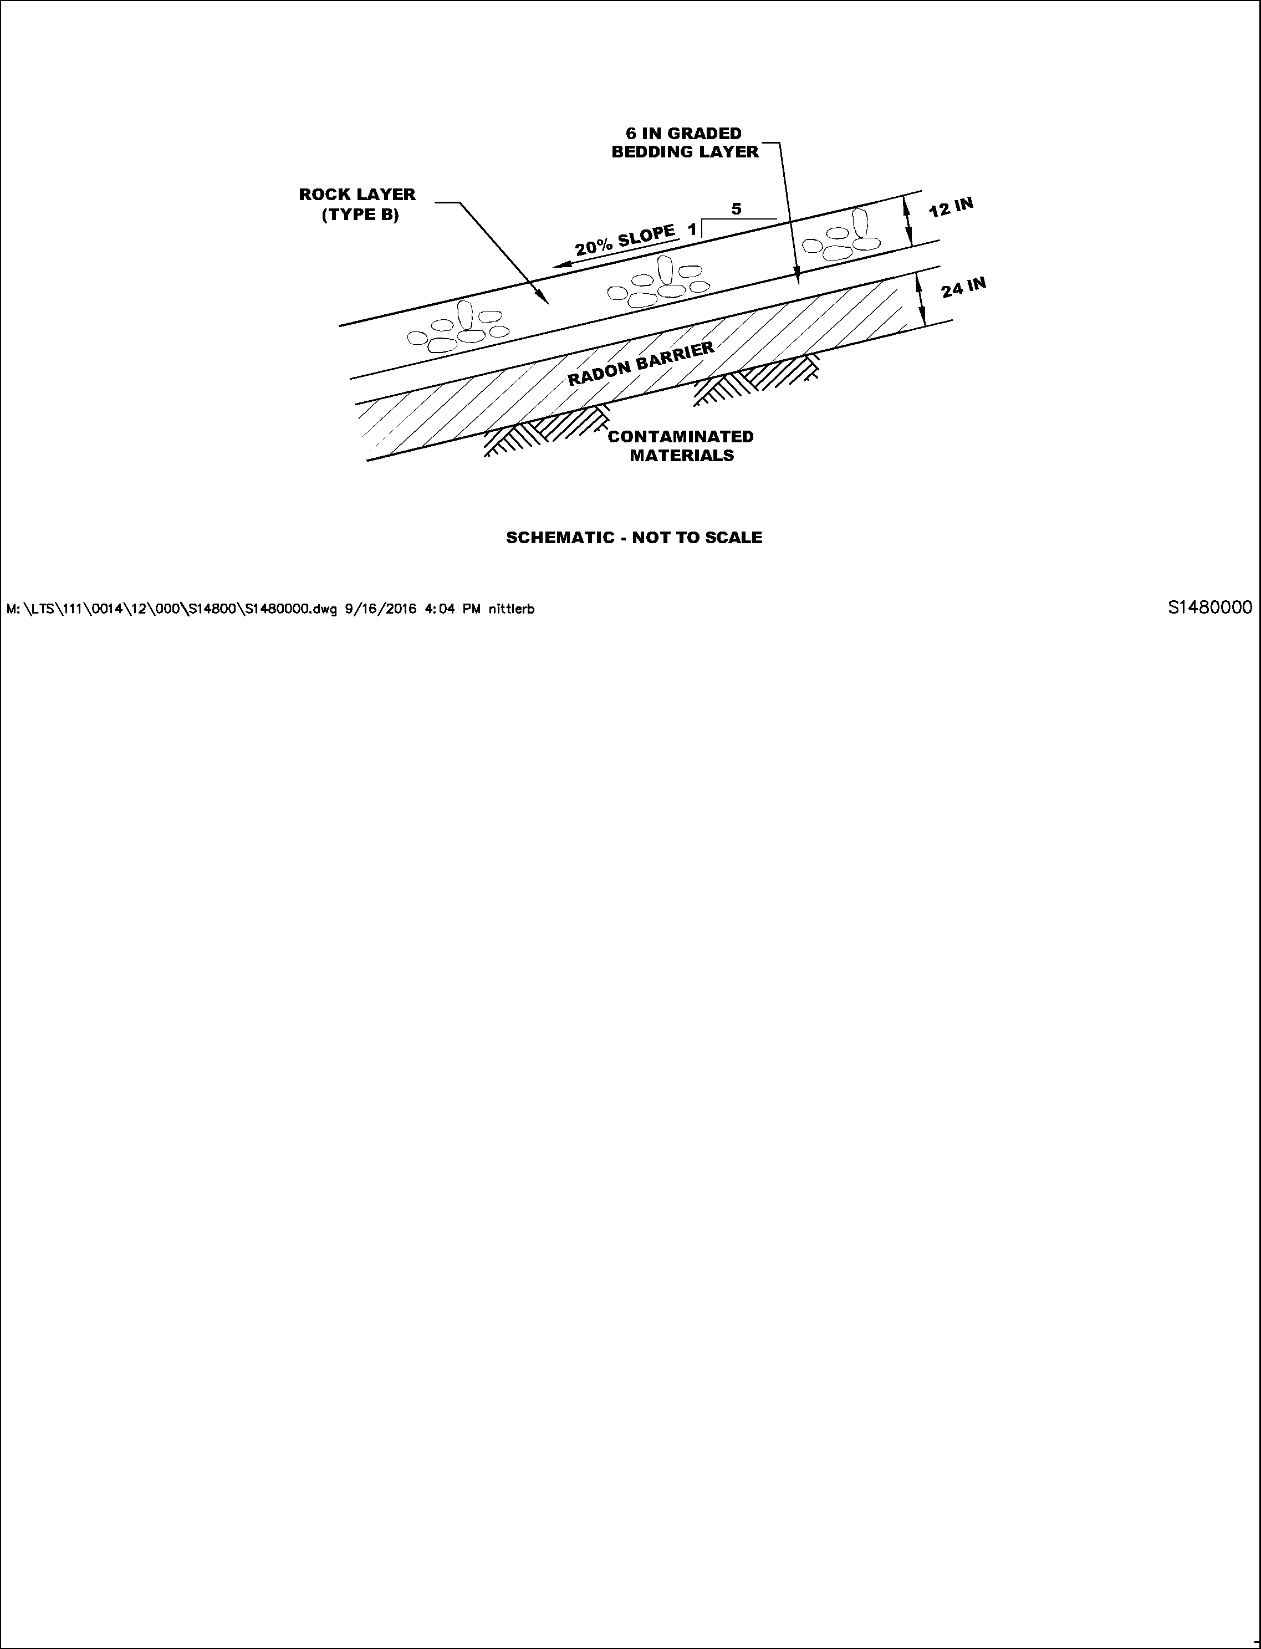 6 IN GRADED
BEDDING LAYER
ROCK LAYER
(TYPE B)
5
12 IN
20% SLOPE 1
24 IN
RADON BARRIER
CONTAMINATED
MATERIALS
SCHEMATIC - NOT TO SCALE
M:\LTS\111\0014\12\000\S14800\S1480000.dwg 9/16/2016 4:04 PM nittlerb
S1480000